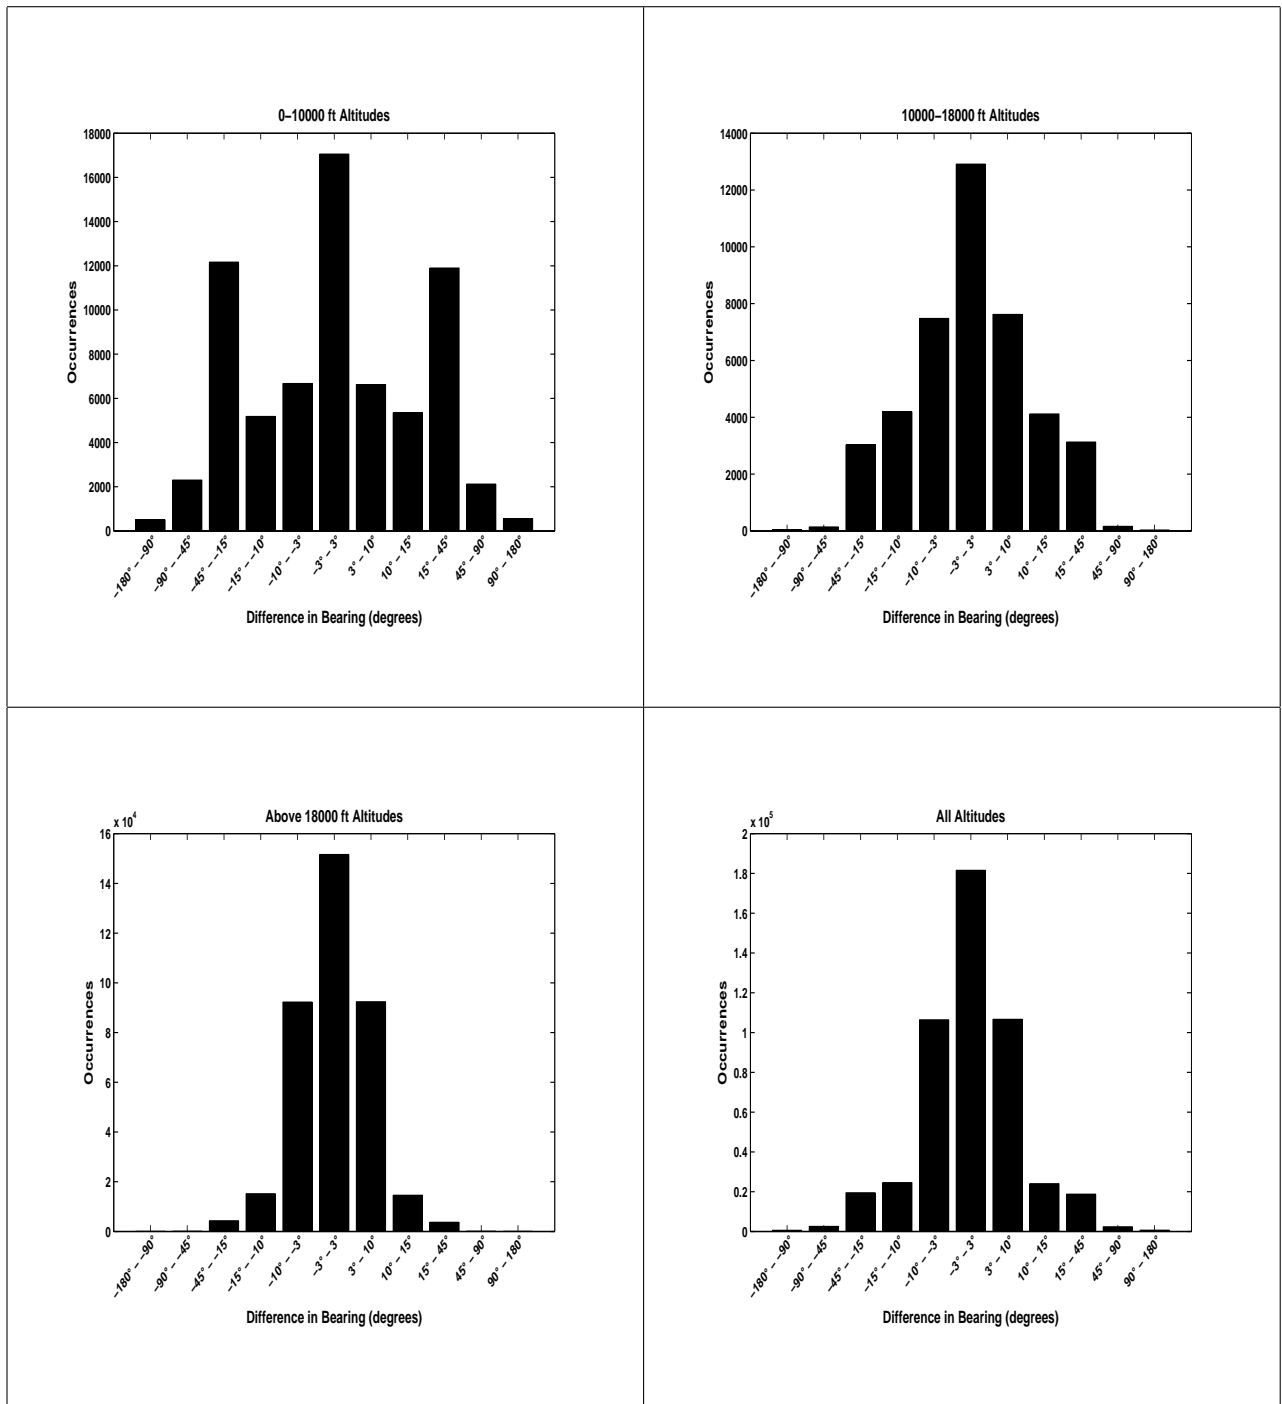 0–10000 ft Altitudes
18000
16000
14000
12000
10000
8000
6000
4000
2000
0
Occurrences
–180° – –90°
–90° – –45°
–45° – –15°
–15° – –10°
–10° – –3°
–3° – 3°
3° – 10°
10° – 15°
15° – 45°
45° – 90°
90° – 180°
Difference in Bearing (degrees)
10000–18000 ft Altitudes
14000
12000
10000
8000
6000
4000
2000
0
Occurrences
–180° – –90°
–90° – –45°
–45° – –15°
–15° – –10°
–10° – –3°
–3° – 3°
3° – 10°
10° – 15°
15° – 45°
45° – 90°
90° – 180°
Difference in Bearing (degrees)
Above 18000 ft Altitudes
x 10⁴
16
14
12
10
8
6
4
2
0
Occurrences
–180° – –90°
–90° – –45°
–45° – –15°
–15° – –10°
–10° – –3°
–3° – 3°
3° – 10°
10° – 15°
15° – 45°
45° – 90°
90° – 180°
Difference in Bearing (degrees)
All Altitudes
x 10⁵
2
1.8
1.6
1.4
1.2
1
0.8
0.6
0.4
0.2
0
Occurrences
–180° – –90°
–90° – –45°
–45° – –15°
–15° – –10°
–10° – –3°
–3° – 3°
3° – 10°
10° – 15°
15° – 45°
45° – 90°
90° – 180°
Difference in Bearing (degrees)